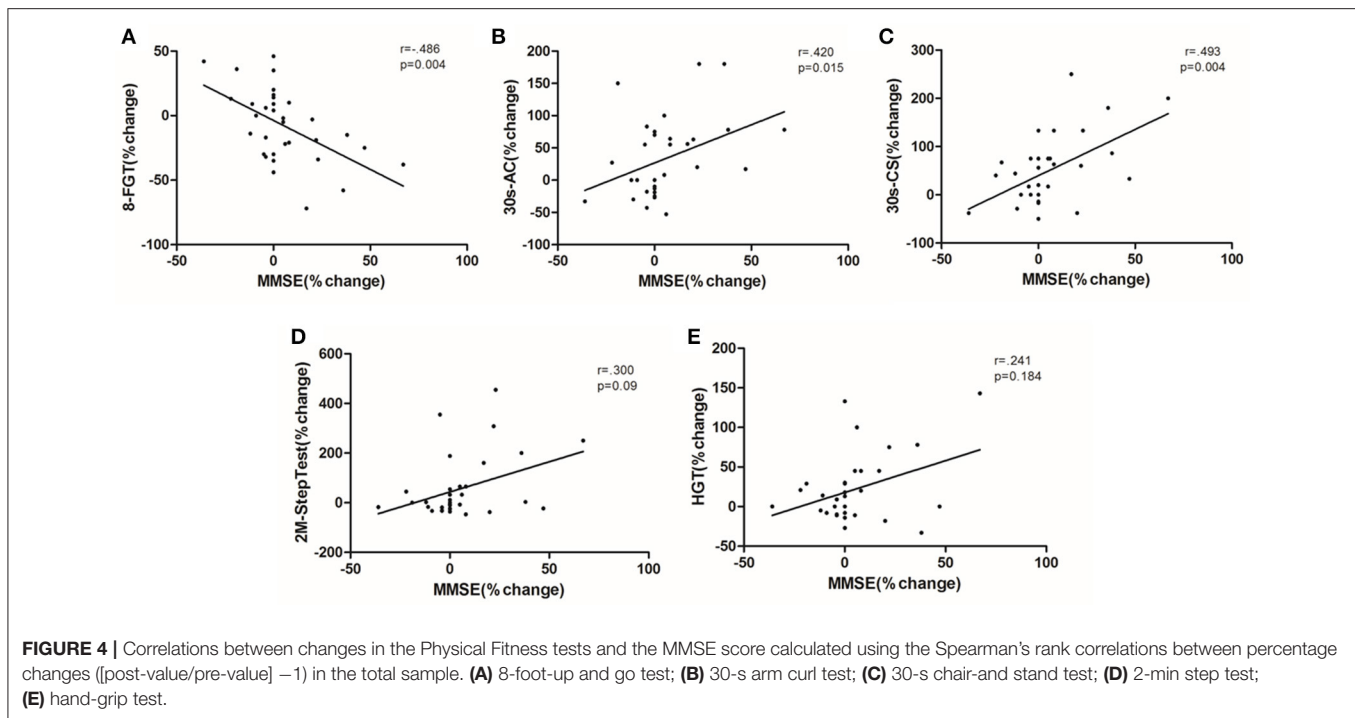 A
r=-.486
p=0.004
8-FGT(% change)
50
0
-50
-100
-50 0 50 100
MMSE(% change)
B
r=.420
p=0.015
30s-AC(% change)
200
150
100
50
0
-50
-100
-50 0 50 100
MMSE(% change)
C
r=.493
p=0.004
30s-CS(% change)
300
200
100
0
-100
-50 0 50 100
MMSE(% change)
D
r=.300
p=0.09
2M-StepTest(% change)
600
400
200
0
-200
-50 0 50 100
MMSE(% change)
E
r=.241
p=0.184
HGT(% change)
200
150
100
50
0
-50
-50 0 50 100
MMSE(% change)
FIGURE 4 | Correlations between changes in the Physical Fitness tests and the MMSE score calculated using the Spearman's rank correlations between percentage
changes ([post-value/pre-value] −1) in the total sample. (A) 8-foot-up and go test; (B) 30-s arm curl test; (C) 30-s chair-and stand test; (D) 2-min step test;
(E) hand-grip test.